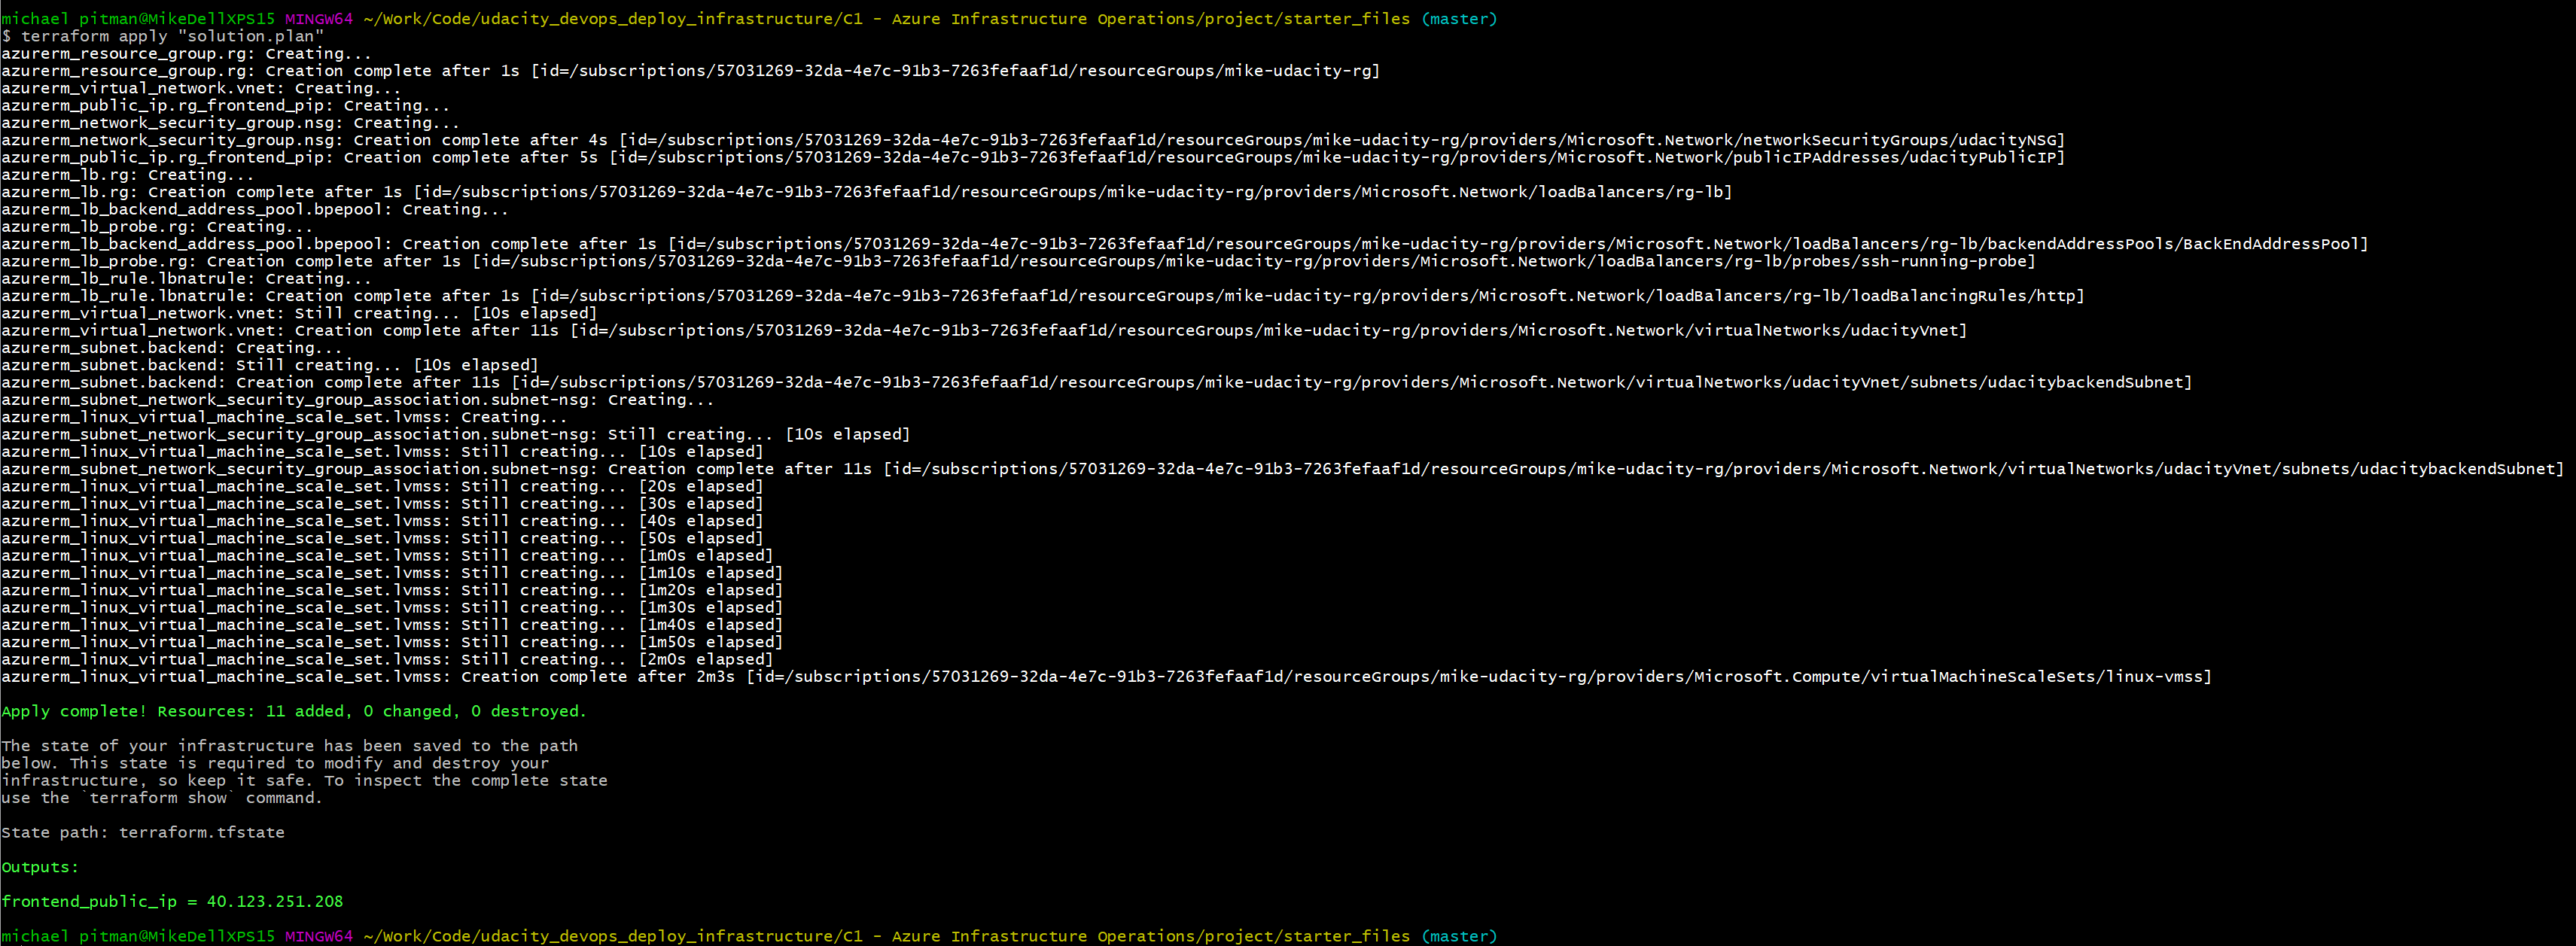 michael pitman@MikeDellXPS15 MINGW64 ~/Work/Code/udacity_devops_deploy_infrastructure/C1 - Azure Infrastructure Operations/project/starter_files (master)
$ terraform apply "solution.plan"
azurerm_resource_group.rg: Creating...
azurerm_resource_group.rg: Creation complete after 1s [id=/subscriptions/57031269-32da-4e7c-91b3-7263fefaaf1d/resourceGroups/mike-udacity-rg]
azurerm_virtual_network.vnet: Creating...
azurerm_public_ip.rg_frontend_pip: Creating...
azurerm_network_security_group.nsg: Creating...
azurerm_network_security_group.nsg: Creation complete after 4s [id=/subscriptions/57031269-32da-4e7c-91b3-7263fefaaf1d/resourceGroups/mike-udacity-rg/providers/Microsoft.Network/networkSecurityGroups/udacityNSG]
azurerm_public_ip.rg_frontend_pip: Creation complete after 5s [id=/subscriptions/57031269-32da-4e7c-91b3-7263fefaaf1d/resourceGroups/mike-udacity-rg/providers/Microsoft.Network/publicIPAddresses/udacityPublicIP]
azurerm_lb.rg: Creating...
azurerm_lb.rg: Creation complete after 1s [id=/subscriptions/57031269-32da-4e7c-91b3-7263fefaaf1d/resourceGroups/mike-udacity-rg/providers/Microsoft.Network/loadBalancers/rg-lb]
azurerm_lb_backend_address_pool.bpepool: Creating...
azurerm_lb_probe.rg: Creating...
azurerm_lb_backend_address_pool.bpepool: Creation complete after 1s [id=/subscriptions/57031269-32da-4e7c-91b3-7263fefaaf1d/resourceGroups/mike-udacity-rg/providers/Microsoft.Network/loadBalancers/rg-lb/backendAddressPools/BackEndAddressPool]
azurerm_lb_probe.rg: Creation complete after 1s [id=/subscriptions/57031269-32da-4e7c-91b3-7263fefaaf1d/resourceGroups/mike-udacity-rg/providers/Microsoft.Network/loadBalancers/rg-lb/probes/ssh-running-probe]
azurerm_lb_rule.lbnatrule: Creating...
azurerm_lb_rule.lbnatrule: Creation complete after 1s [id=/subscriptions/57031269-32da-4e7c-91b3-7263fefaaf1d/resourceGroups/mike-udacity-rg/providers/Microsoft.Network/loadBalancers/rg-lb/loadBalancingRules/http]
azurerm_virtual_network.vnet: Still creating... [10s elapsed]
azurerm_virtual_network.vnet: Creation complete after 11s [id=/subscriptions/57031269-32da-4e7c-91b3-7263fefaaf1d/resourceGroups/mike-udacity-rg/providers/Microsoft.Network/virtualNetworks/udacityVnet]
azurerm_subnet.backend: Creating...
azurerm_subnet.backend: Still creating... [10s elapsed]
azurerm_subnet.backend: Creation complete after 11s [id=/subscriptions/57031269-32da-4e7c-91b3-7263fefaaf1d/resourceGroups/mike-udacity-rg/providers/Microsoft.Network/virtualNetworks/udacityVnet/subnets/udacitybackendSubnet]
azurerm_subnet_network_security_group_association.subnet-nsg: Creating...
azurerm_linux_virtual_machine_scale_set.lvmss: Creating...
azurerm_subnet_network_security_group_association.subnet-nsg: Still creating... [10s elapsed]
azurerm_linux_virtual_machine_scale_set.lvmss: Still creating... [10s elapsed]
azurerm_subnet_network_security_group_association.subnet-nsg: Creation complete after 11s [id=/subscriptions/57031269-32da-4e7c-91b3-7263fefaaf1d/resourceGroups/mike-udacity-rg/providers/Microsoft.Network/virtualNetworks/udacityVnet/subnets/udacitybackendSubnet]
azurerm_linux_virtual_machine_scale_set.lvmss: Still creating... [20s elapsed]
azurerm_linux_virtual_machine_scale_set.lvmss: Still creating... [30s elapsed]
azurerm_linux_virtual_machine_scale_set.lvmss: Still creating... [40s elapsed]
azurerm_linux_virtual_machine_scale_set.lvmss: Still creating... [50s elapsed]
azurerm_linux_virtual_machine_scale_set.lvmss: Still creating... [1m0s elapsed]
azurerm_linux_virtual_machine_scale_set.lvmss: Still creating... [1m10s elapsed]
azurerm_linux_virtual_machine_scale_set.lvmss: Still creating... [1m20s elapsed]
azurerm_linux_virtual_machine_scale_set.lvmss: Still creating... [1m30s elapsed]
azurerm_linux_virtual_machine_scale_set.lvmss: Still creating... [1m40s elapsed]
azurerm_linux_virtual_machine_scale_set.lvmss: Still creating... [1m50s elapsed]
azurerm_linux_virtual_machine_scale_set.lvmss: Still creating... [2m0s elapsed]
azurerm_linux_virtual_machine_scale_set.lvmss: Creation complete after 2m3s [id=/subscriptions/57031269-32da-4e7c-91b3-7263fefaaf1d/resourceGroups/mike-udacity-rg/providers/Microsoft.Compute/virtualMachineScaleSets/linux-vmss]
Apply complete! Resources: 11 added, 0 changed, 0 destroyed.
The state of your infrastructure has been saved to the path
below. This state is required to modify and destroy your
infrastructure, so keep it safe. To inspect the complete state
use the `terraform show` command.
State path: terraform.tfstate
Outputs:
frontend_public_ip = 40.123.251.208
michael pitman@MikeDellXPS15 MINGW64 ~/Work/Code/udacity_devops_deploy_infrastructure/C1 - Azure Infrastructure Operations/project/starter_files (master)